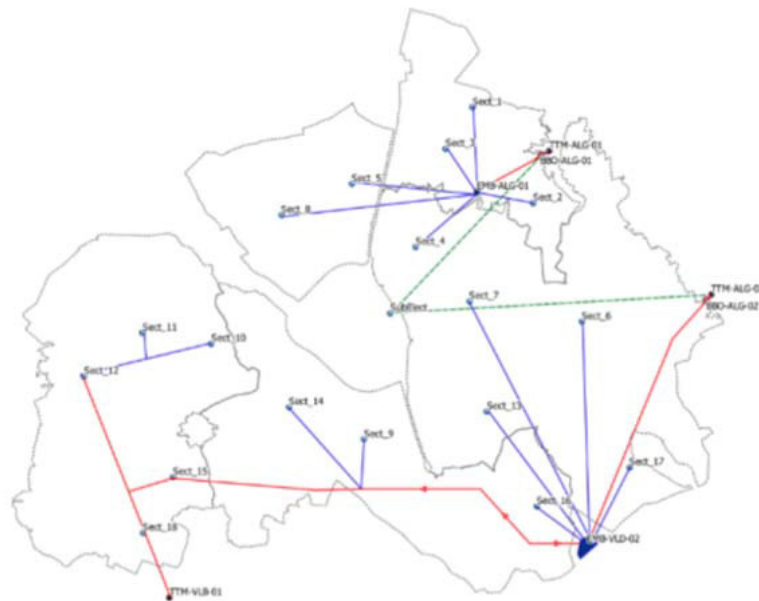 Sect_1
TTM-ALG-01
Sect_3
BBO-ALG-01
Sect_5
EMB-ALG-01
Sect_2
Sect_8
Sect_4
TTM-ALG-0
Sect_7
BBO-ALG-02
Sect_6
Sect_11
Sect_10
Sect_12
Sect_14
Sect_13
Sect_9
Sect_17
Sect_15
Sect_16
Sect_18
EMB-VLD-02
TTM-VLB-01